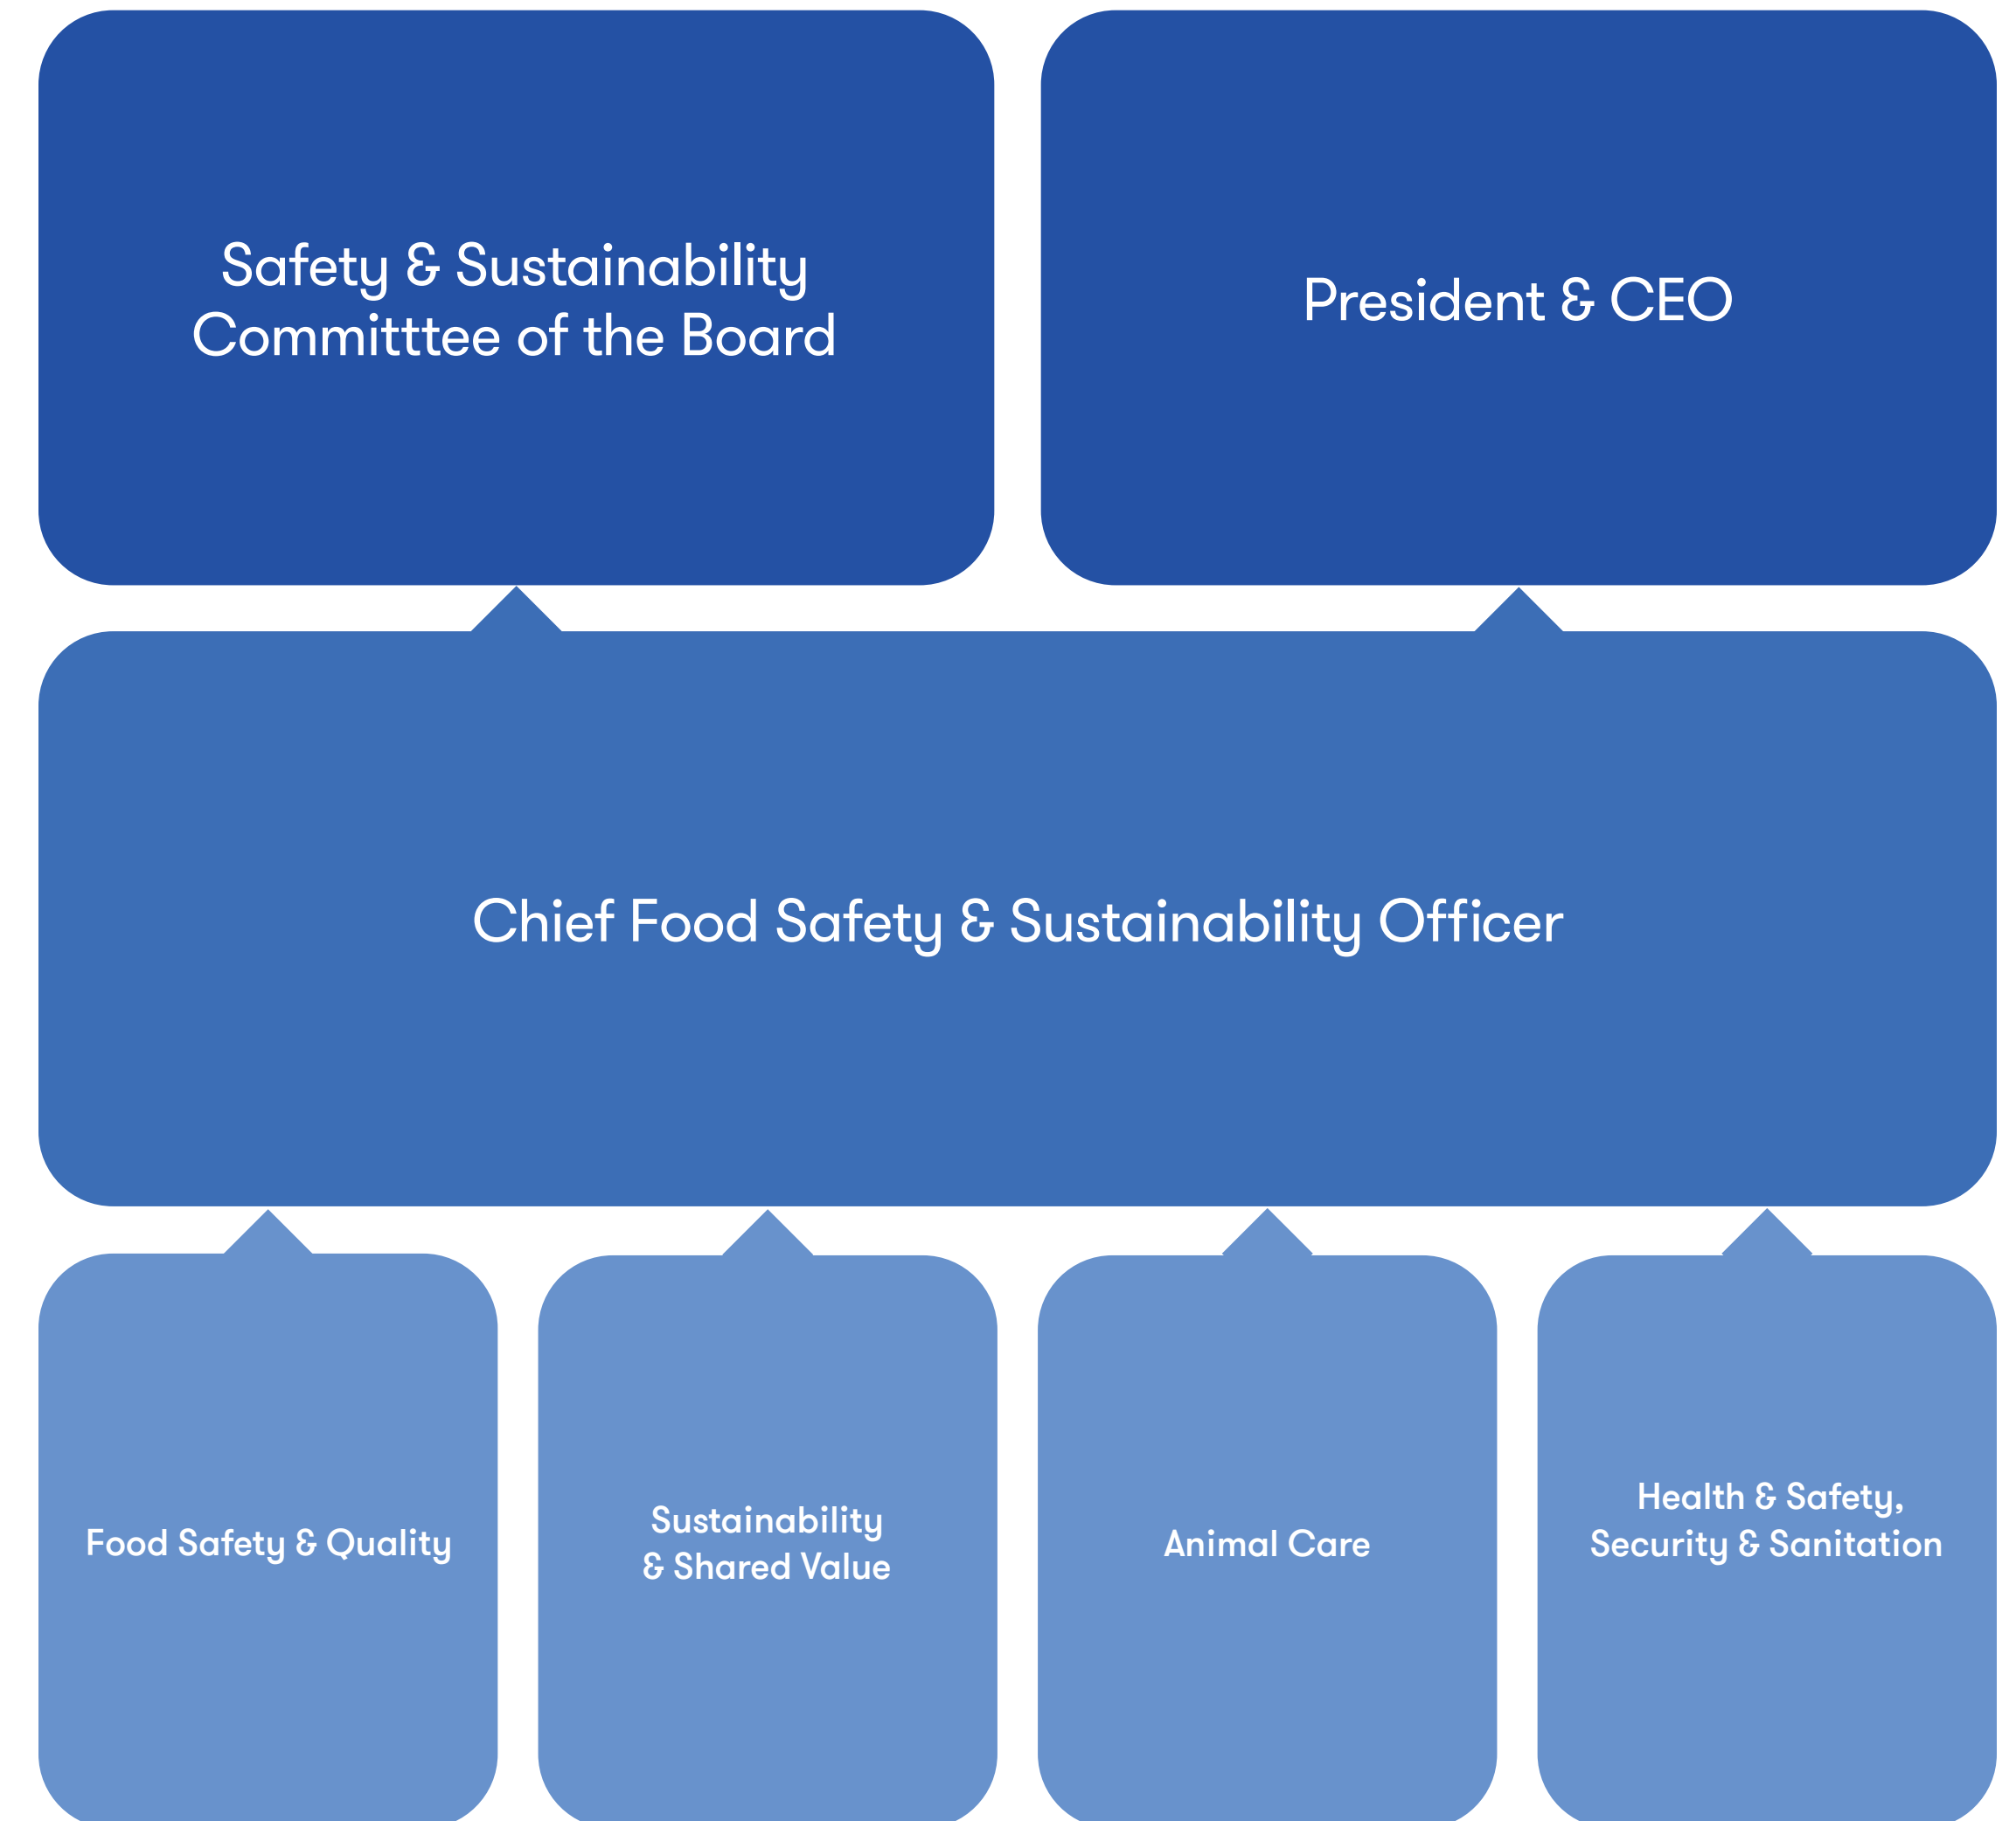 Safety & Sustainability
Committtee of the Board
President & CEO
Chief Food Safety & Sustainability Officer
Food Safety & Quality
Sustainability
& Shared Value
Animal Care
Health & Safety,
Security & Sanitation